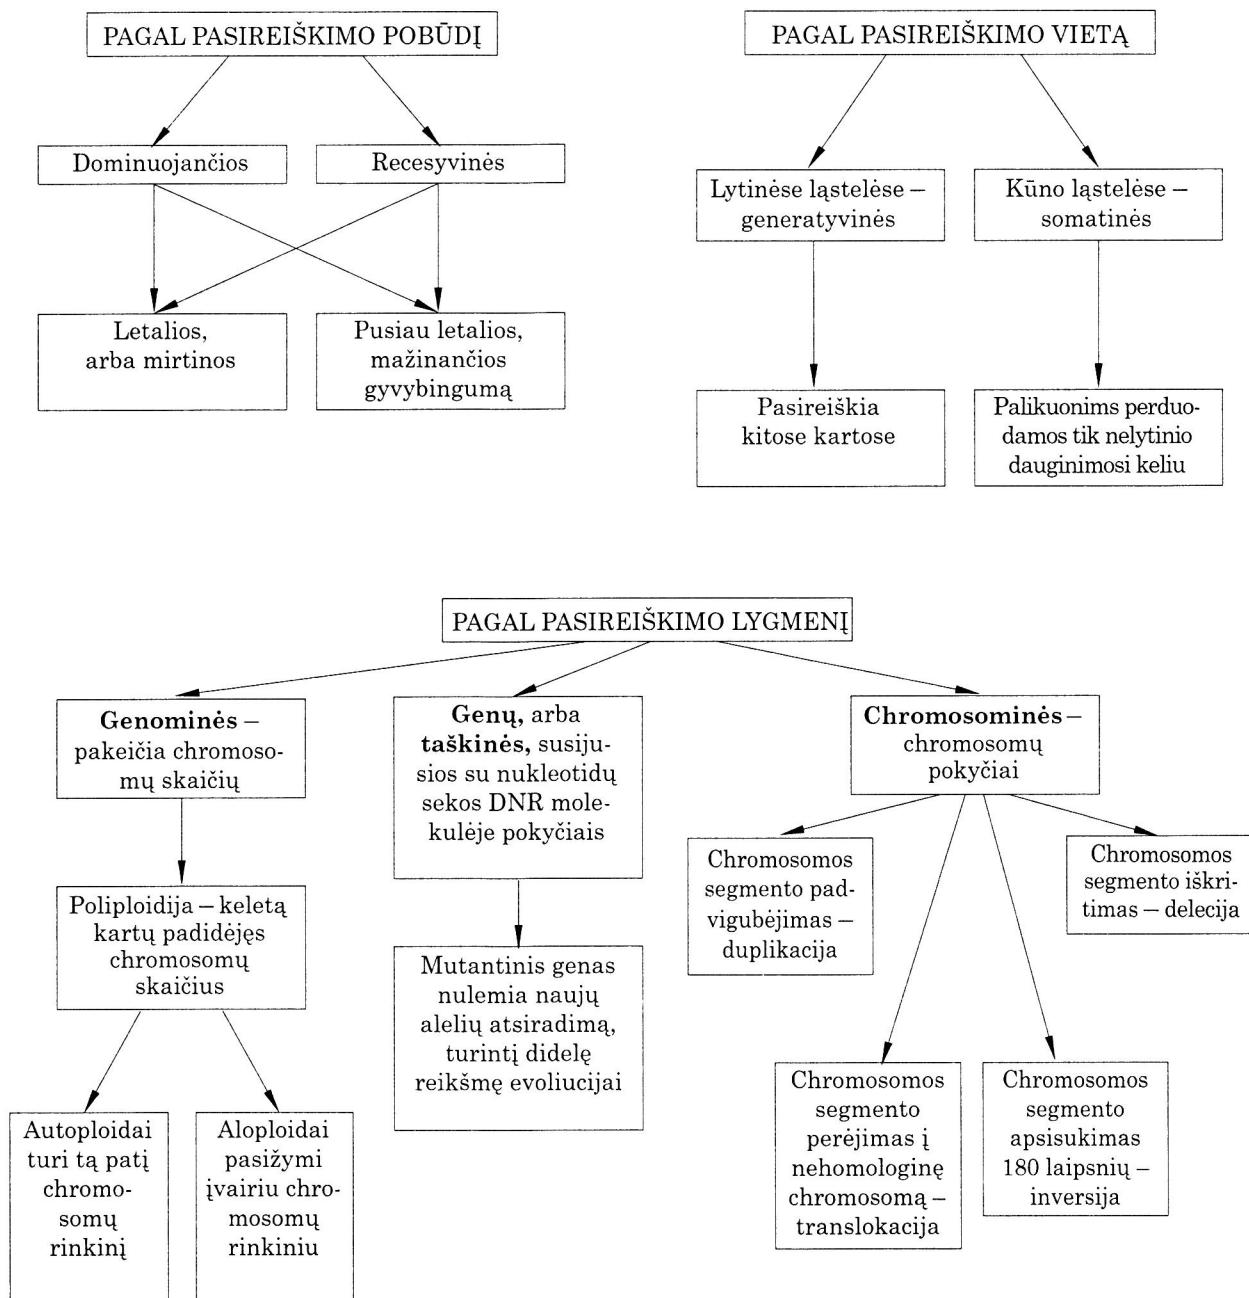 PAGAL PASIREIŠKIMO POBŪDĮ
Dominuojančios
Recesyvinės
Letalios,
arba mirtinos
Pusiau letalios,
mažinančios
gyvybingumą
PAGAL PASIREIŠKIMO VIETĄ
Lytinėse ląstelėse –
generatyvinės
Kūno ląstelėse –
somatinės
Pasireiškia
kitose kartose
Palikuonims perduo-
damos tik nelytinio
dauginimosi keliu
PAGAL PASIREIŠKIMO LYGMENĮ
Genominės –
pakeičia chromoso-
mų skaičių
Poliploidija – keletą
kartų padidėjęs
chromosomų
skaičius
Autoploidai
turi tą patį
chromo-
somų
rinkinį
Aloploidai
pasižymi
įvairiu chro-
mosomų
rinkiniu
Genų, arba
taškinės, susiju-
sios su nukleotidų
sekos DNR mole-
kulėje pokyčiais
Mutantinis genas
nulemia naujų
alelių atsiradimą,
turintį didelę
reikšmę evoliucijai
Chromosominės –
chromosomų
pokyčiai
Chromosomos
segmento pad-
vigubėjimas –
duplikacija
Chromosomos
segmento perėjimas į
nehomologinę
chromosomą –
translokacija
Chromosomos
segmento
apsisukimas
180 laipsnių –
inversija
Chromosomos
segmento iškri-
timas – delecija